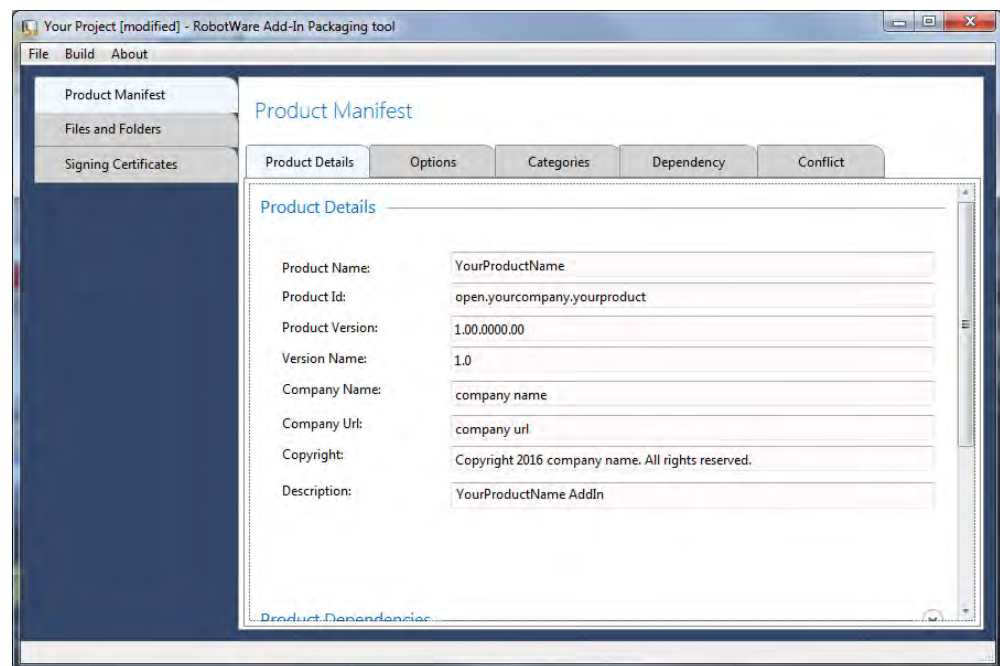 Your Project [modified] - RobotWare Add-In Packaging tool
File Build About
Product Manifest
Files and Folders
Signing Certificates
Product Manifest
Product Details Options Categories Dependency Conflict
Product Details
Product Name: YourProductName
Product Id: open.yourcompany.yourproduct
Product Version: 1.00.0000.00
Version Name: 1.0
Company Name: company name
Company Url: company url
Copyright: Copyright 2016 company name. All rights reserved.
Description: YourProductName AddIn
Product Dependencies